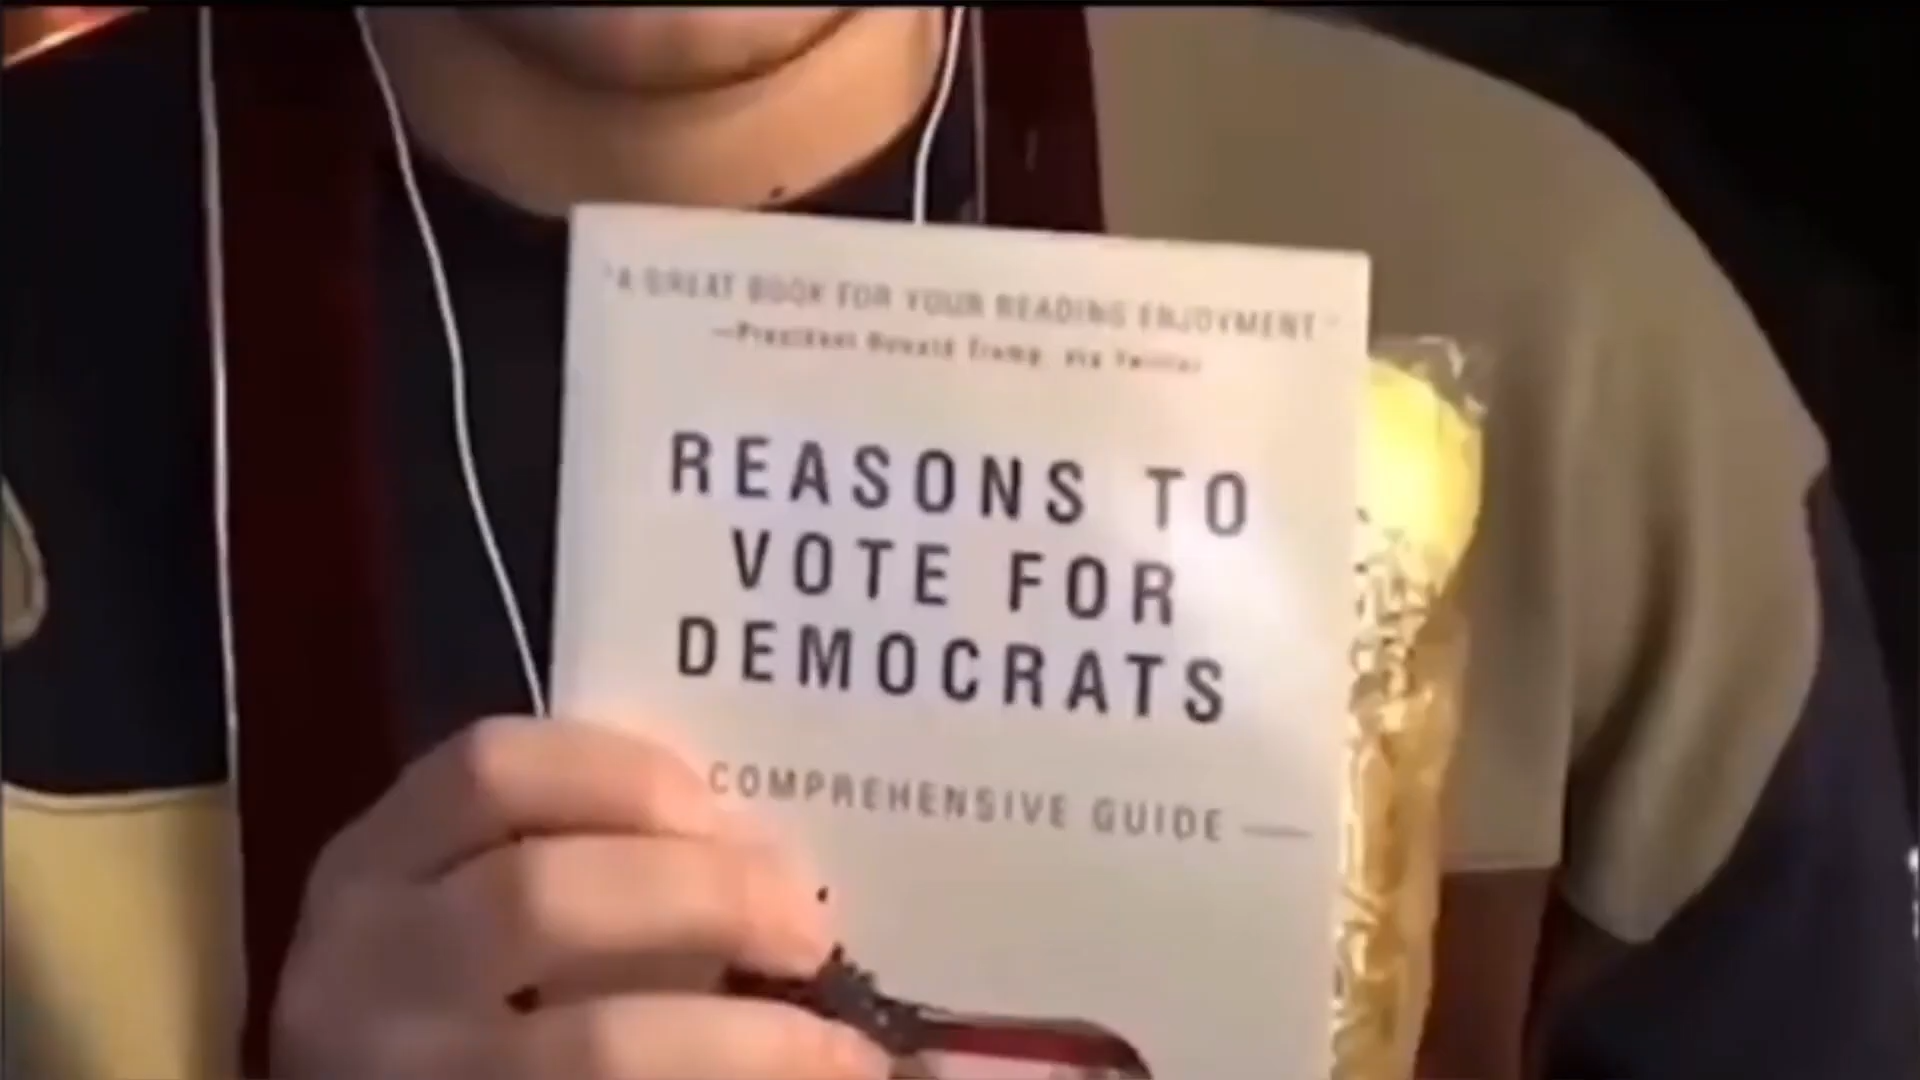 "A GREAT BOOK FOR YOUR READING ENJOYMENT."
—President Donald Trump, via Twitter
REASONS TO
VOTE FOR
DEMOCRATS
COMPREHENSIVE GUIDE